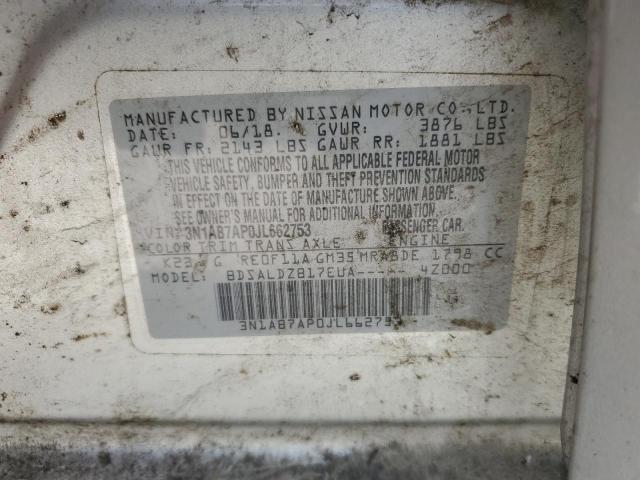 MANUFACTURED BY NISSAN MOTOR CO., LTD.
DATE: 06/18 GVWR: 3876 LBS
GAWR FR: 2143 LBS GAWR RR: 1881 LBS
THIS VEHICLE CONFORMS TO ALL APPLICABLE FEDERAL MOTOR
VEHICLE SAFETY, BUMPER AND THEFT PREVENTION STANDARDS
IN EFFECT ON THE DATE OF MANUFACTURE SHOWN ABOVE.
SEE OWNER'S MANUAL FOR ADDITIONAL INFORMATION.
VIN: 3N1AB7AP0JL662753 PASSENGER CAR.
COLOR TRIM TRANS AXLE ENGINE
K23 G RE0F11A GM35 MRA8DE 1798 CC
MODEL: BDSALDZB17EUA----- 4Z000
3N1AB7AP0JL662753